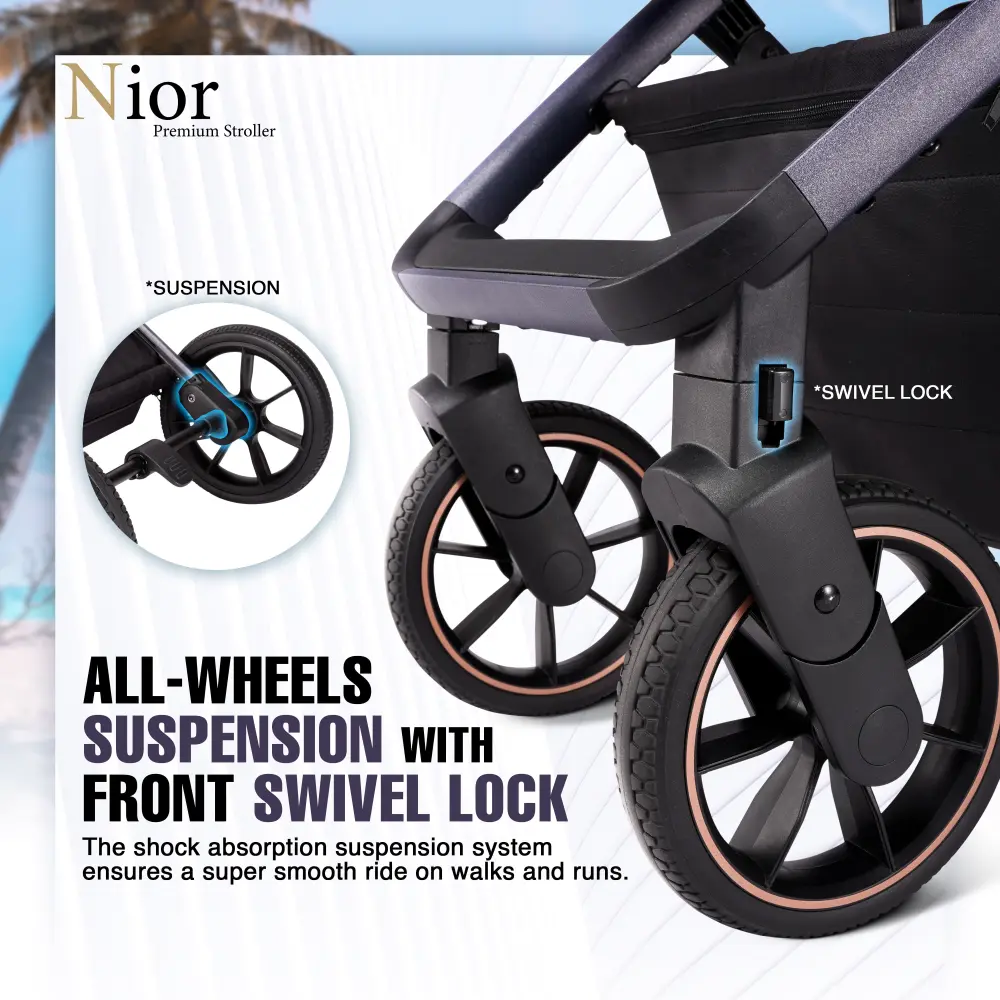 Nior
Premium Stroller
*SUSPENSION
*SWIVEL LOCK
ALL-WHEELS
SUSPENSION WITH
FRONT SWIVEL LOCK
The shock absorption suspension system
ensures a super smooth ride on walks and runs.